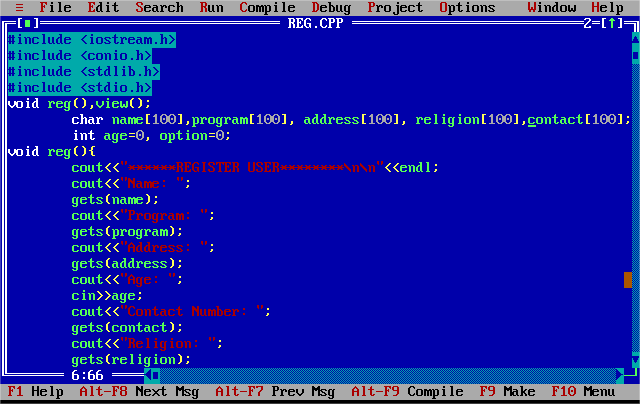 ≡ File Edit Search Run Compile Debug Project Options Window Help
[■] REG.CPP 2=[↑]
#include <iostream.h>
#include <conio.h>
#include <stdlib.h>
#include <stdio.h>
void reg(),view();
char name[100],program[100], address[100], religion[100],contact[100];
int age=0, option=0;
void reg(){
cout<<"******REGISTER USER********\n\n"<<endl;
cout<<"Name: ";
gets(name);
cout<<"Program: ";
gets(program);
cout<<"Address: ";
gets(address);
cout<<"Age: ";
cin>>age;
cout<<"Contact Number: ";
gets(contact);
cout<<"Religion: ";
gets(religion);
6:66
F1 Help Alt-F8 Next Msg Alt-F7 Prev Msg Alt-F9 Compile F9 Make F10 Menu